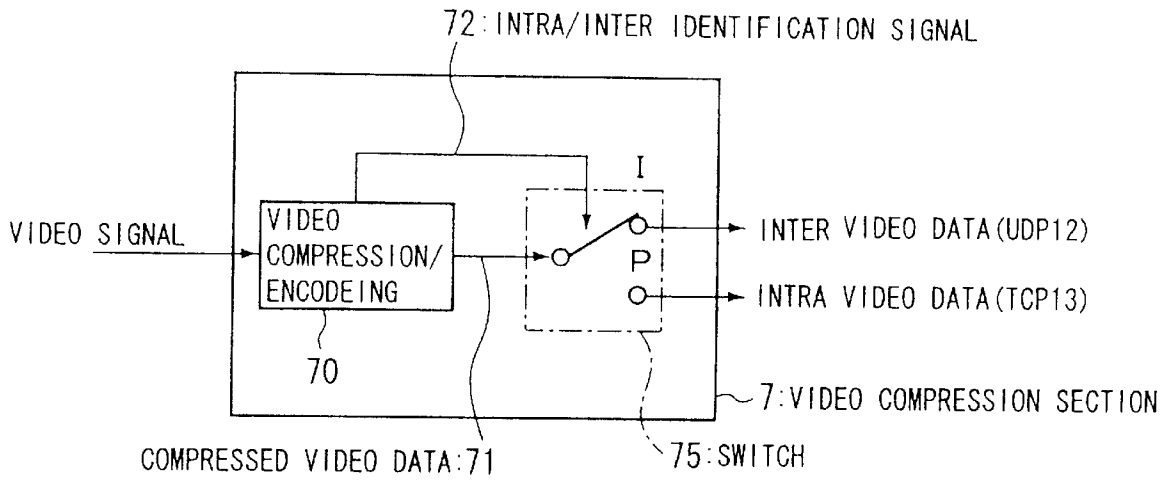 72:INTRA/INTER IDENTIFICATION SIGNAL
I
VIDEO SIGNAL
VIDEO
COMPRESSION/
ENCODEING
INTER VIDEO DATA(UDP12)
P
INTRA VIDEO DATA(TCP13)
70
7:VIDEO COMPRESSION SECTION
COMPRESSED VIDEO DATA:71
75:SWITCH